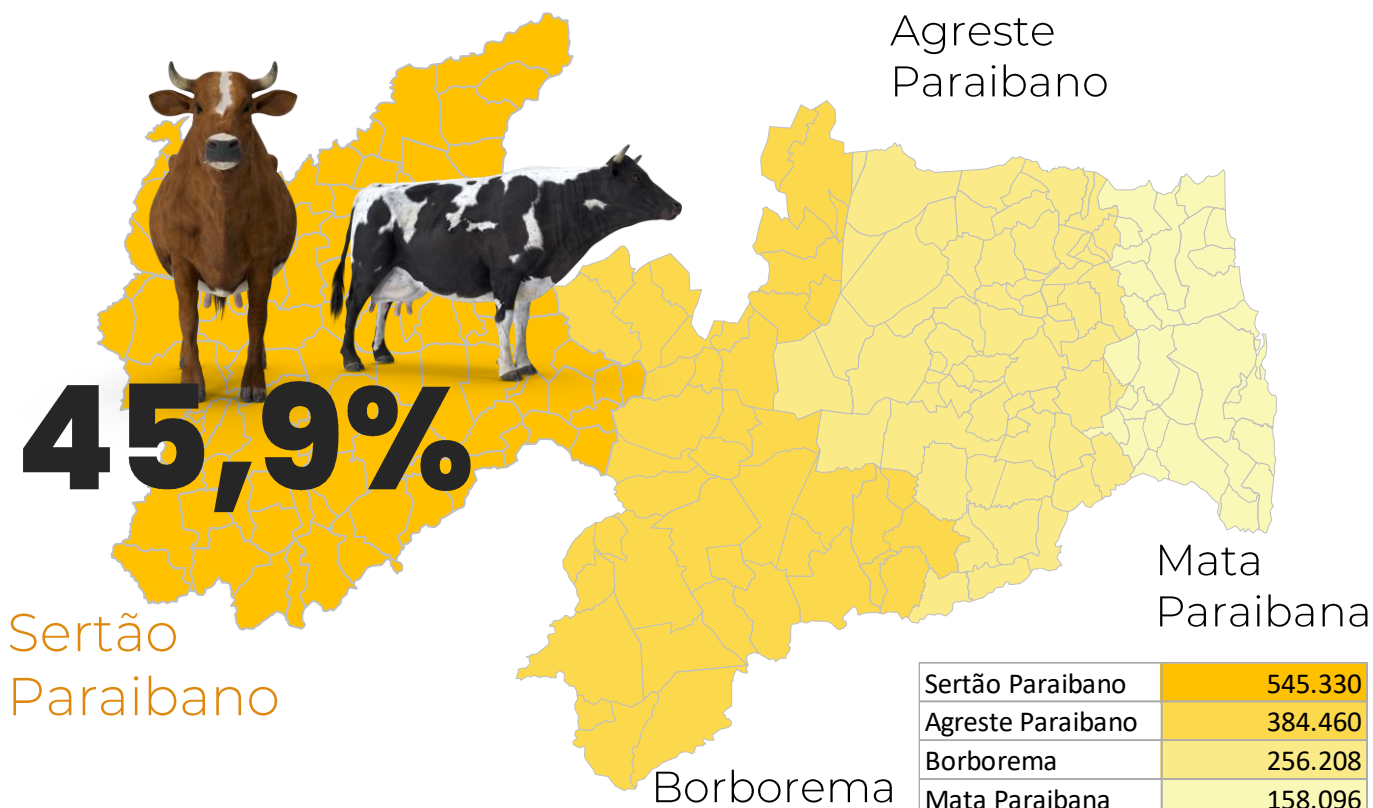 Agreste
Paraibano
45,9%
Sertão
Paraibano
Mata
Paraibana
Borborema
Sertão Paraibano 545.330
Agreste Paraibano 384.460
Borborema 256.208
Mata Paraibana 158.096